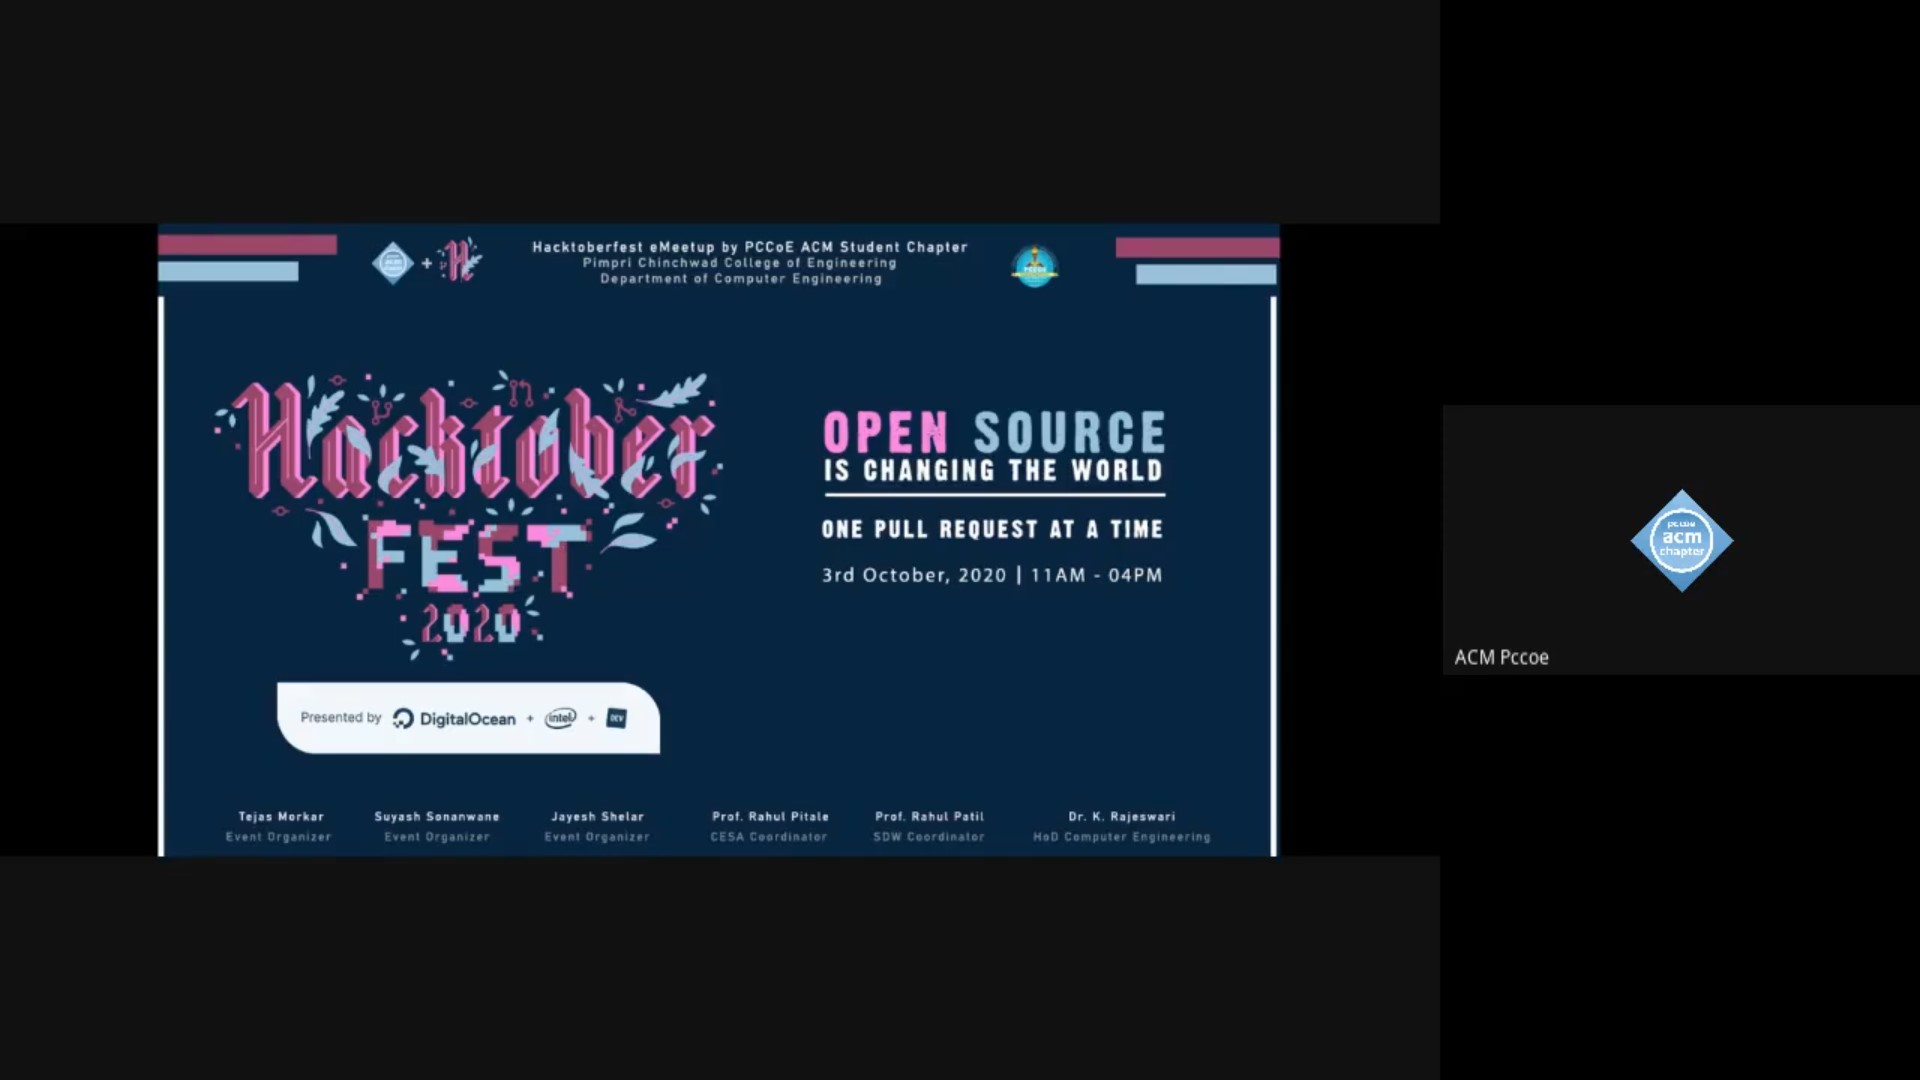 Hacktoberfest eMeetup by PCCoE ACM Student Chapter
Pimpri Chinchwad College of Engineering
Department of Computer Engineering
acm
+
H
PCCOE
Hacktober
FEST
2020
OPEN SOURCE
IS CHANGING THE WORLD
ONE PULL REQUEST AT A TIME
3rd October, 2020 | 11AM - 04PM
Presented by DigitalOcean + intel + DEV
Tejas Morkar
Event Organizer
Suyash Sonanwane
Event Organizer
Jayesh Shelar
Event Organizer
Prof. Rahul Pitale
CESA Coordinator
Prof. Rahul Patil
SDW Coordinator
Dr. K. Rajeswari
HoD Computer Engineering
pccoe
acm
chapter
ACM Pccoe